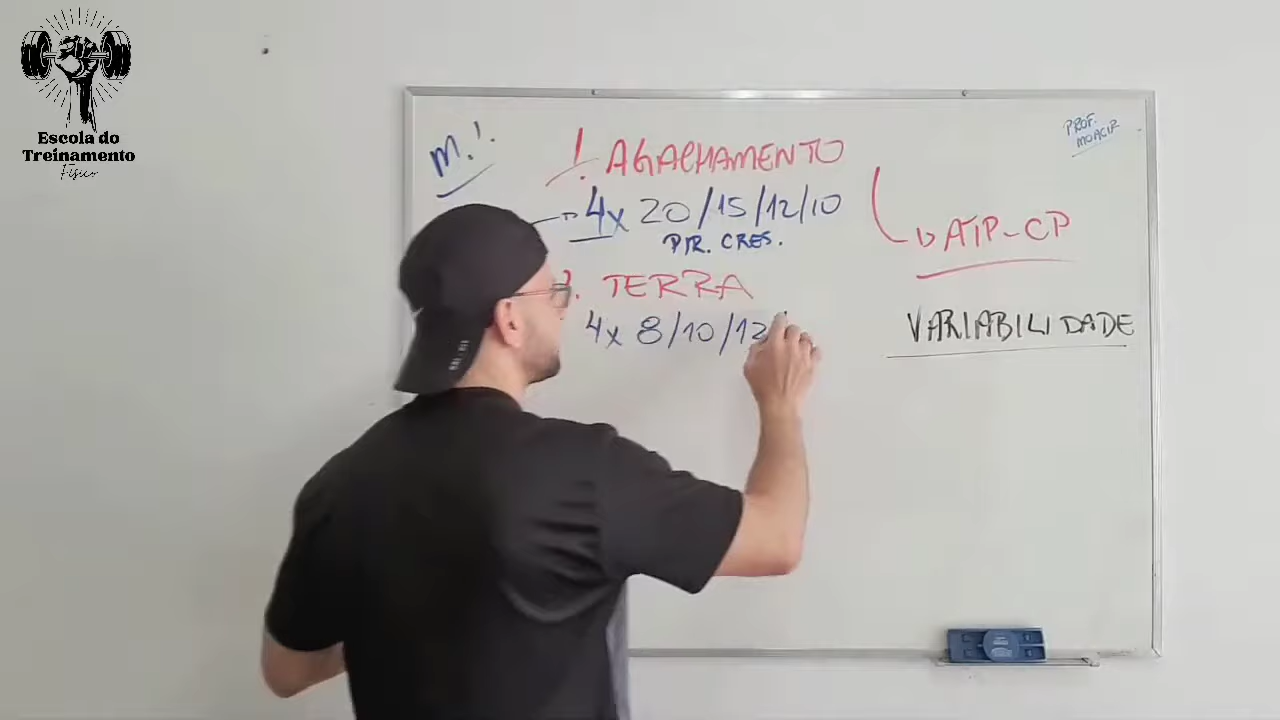 Escola do
Treinamento
Físico
M.1.
1. AGACHAMENTO
4x 20/15/12/10
PIR. CRES.
2. TERRA
4x 8/10/12/
ATP-CP
VARIABILIDADE
PROF.
MOACIR